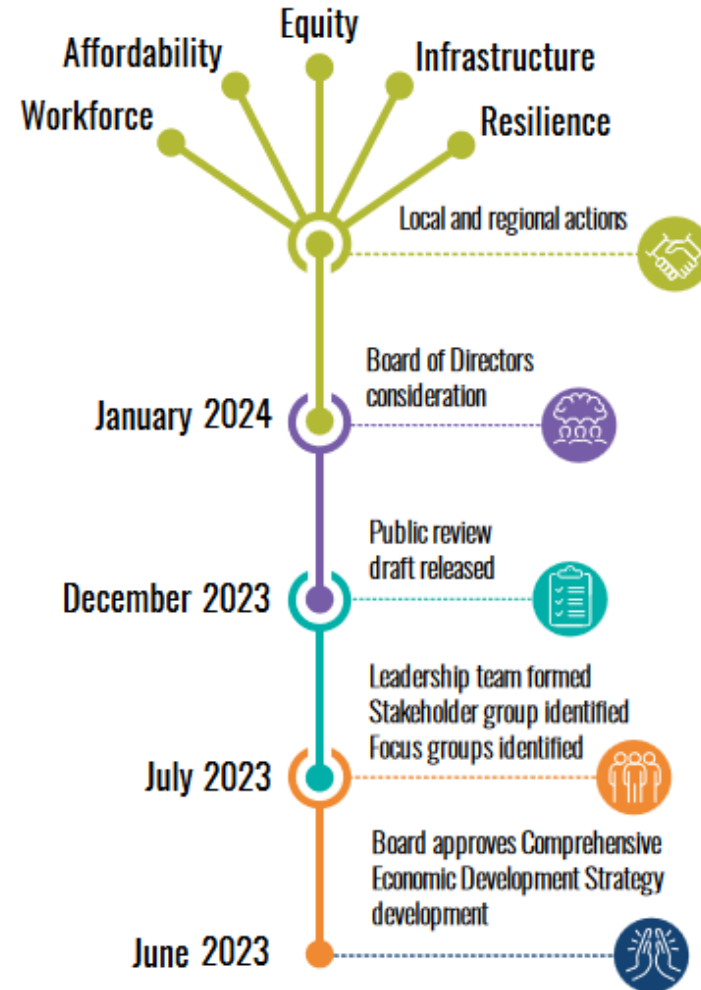 Equity
Affordability
Infrastructure
Workforce
Resilience
Local and regional actions
Board of Directors
consideration
January 2024
Public review
draft released
December 2023
Leadership team formed
Stakeholder group identified
Focus groups identified
July 2023
Board approves Comprehensive
Economic Development Strategy
development
June 2023